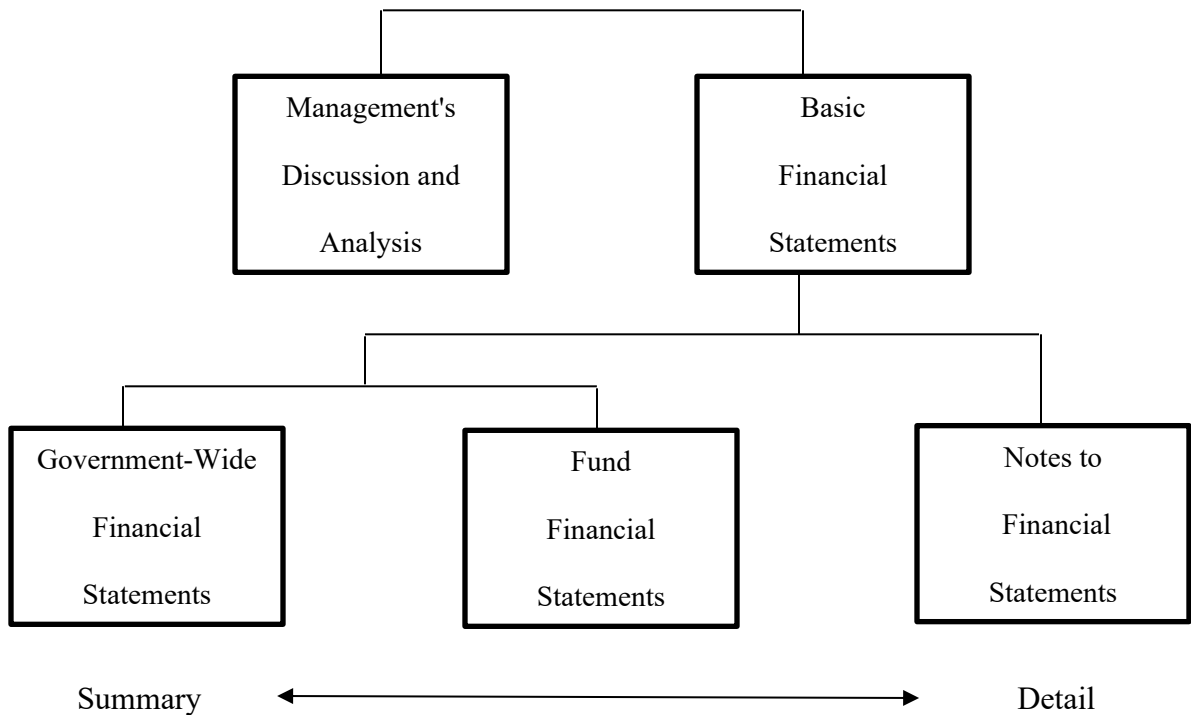 Management's
Discussion and
Analysis
Basic
Financial
Statements
Government-Wide
Financial
Statements
Fund
Financial
Statements
Notes to
Financial
Statements
Summary
Detail